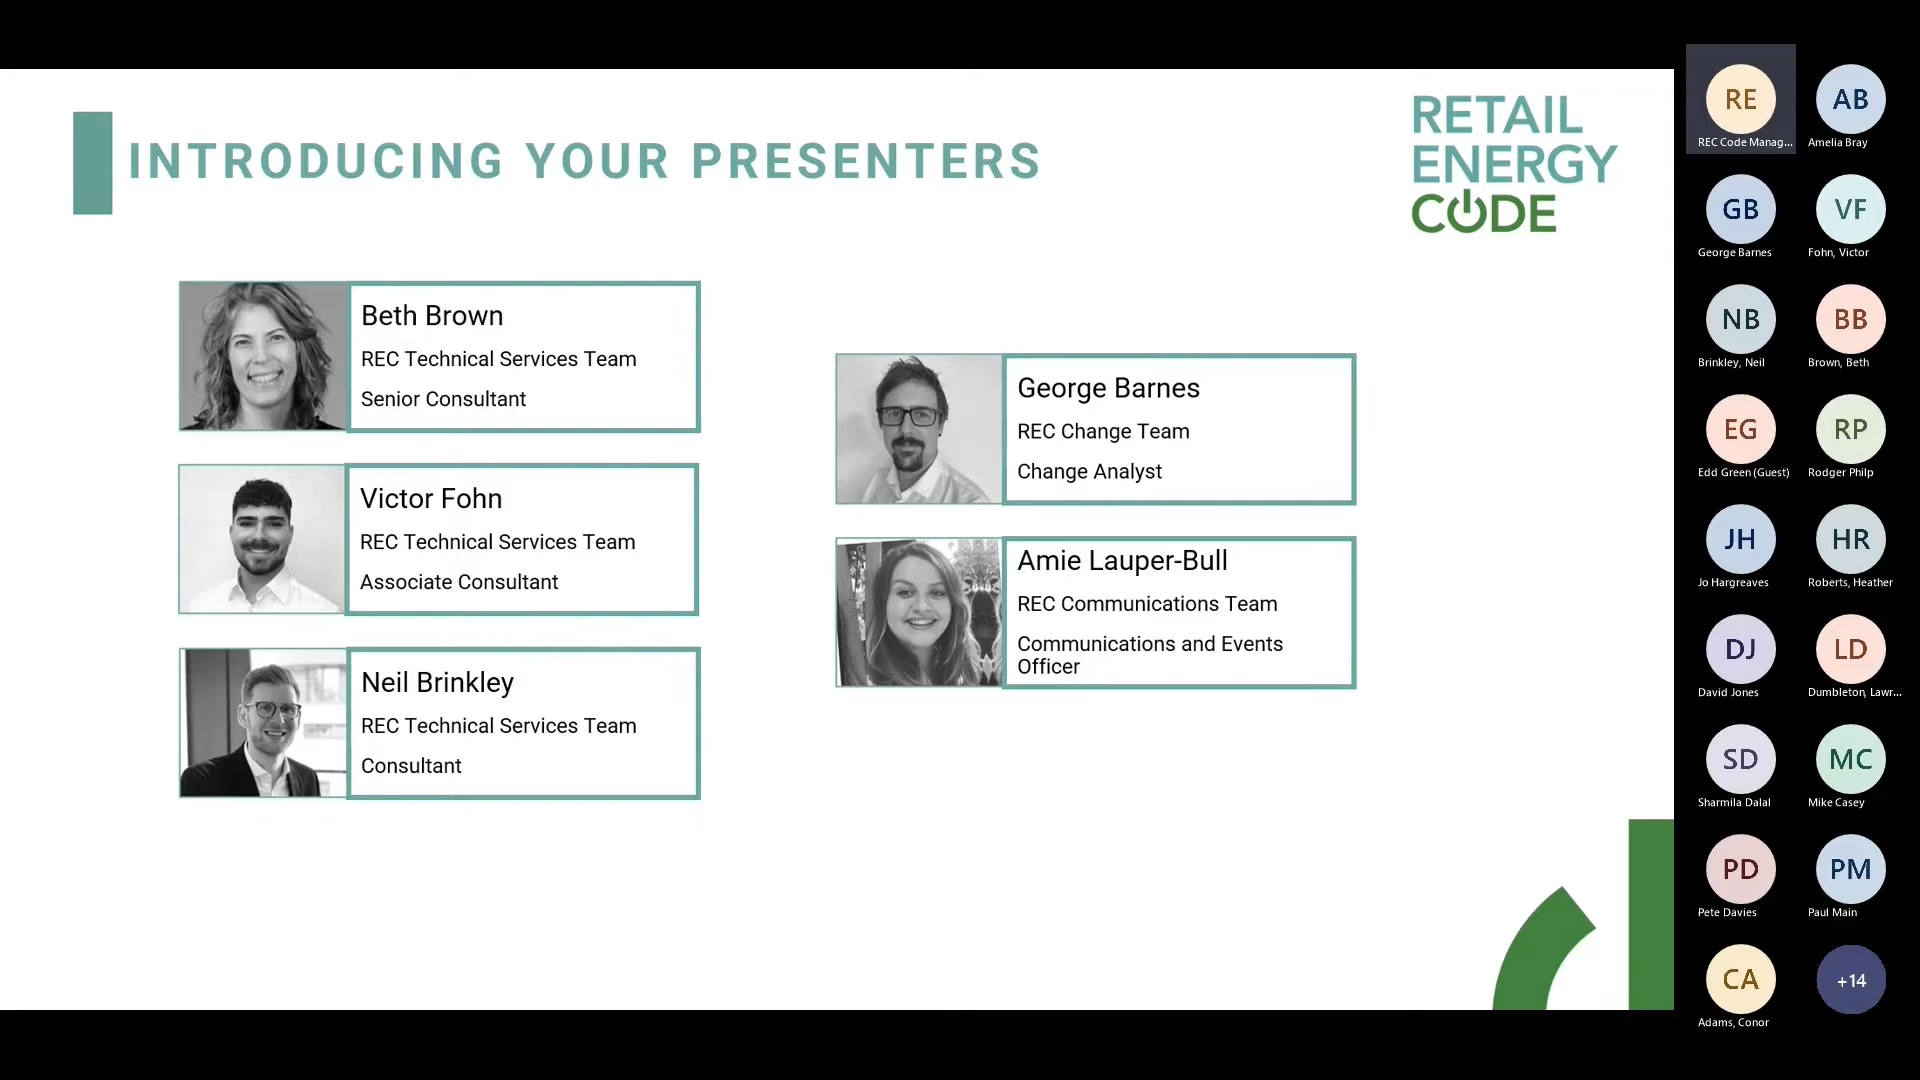 INTRODUCING YOUR PRESENTERS
RETAIL
ENERGY
CODE
Beth Brown
REC Technical Services Team
Senior Consultant
Victor Fohn
REC Technical Services Team
Associate Consultant
Neil Brinkley
REC Technical Services Team
Consultant
George Barnes
REC Change Team
Change Analyst
Amie Lauper-Bull
REC Communications Team
Communications and Events
Officer
RE
REC Code Manag...
AB
Amelia Bray
GB
George Barnes
VF
Fohn, Victor
NB
Brinkley, Neil
BB
Brown, Beth
EG
Edd Green (Guest)
RP
Rodger Philp
JH
Jo Hargreaves
HR
Roberts, Heather
DJ
David Jones
LD
Dumbleton, Lawr...
SD
Sharmila Dalal
MC
Mike Casey
PD
Pete Davies
PM
Paul Main
CA
Adams, Conor
+14